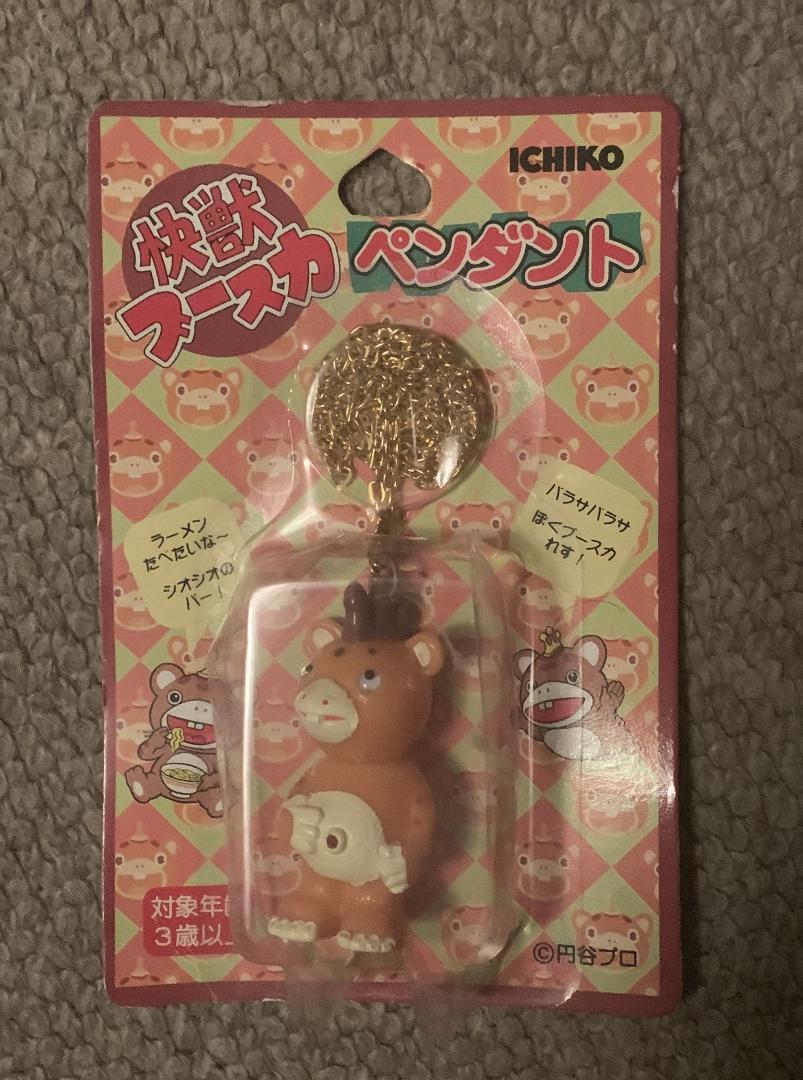 ICHIKO
快獣
ブースカ
ペンダント
バラサバラサ
ぼくブースカ
れす!
ラーメン
たべたいな~
シオシオの
パー!
対象年
3歳以
©円谷プロ